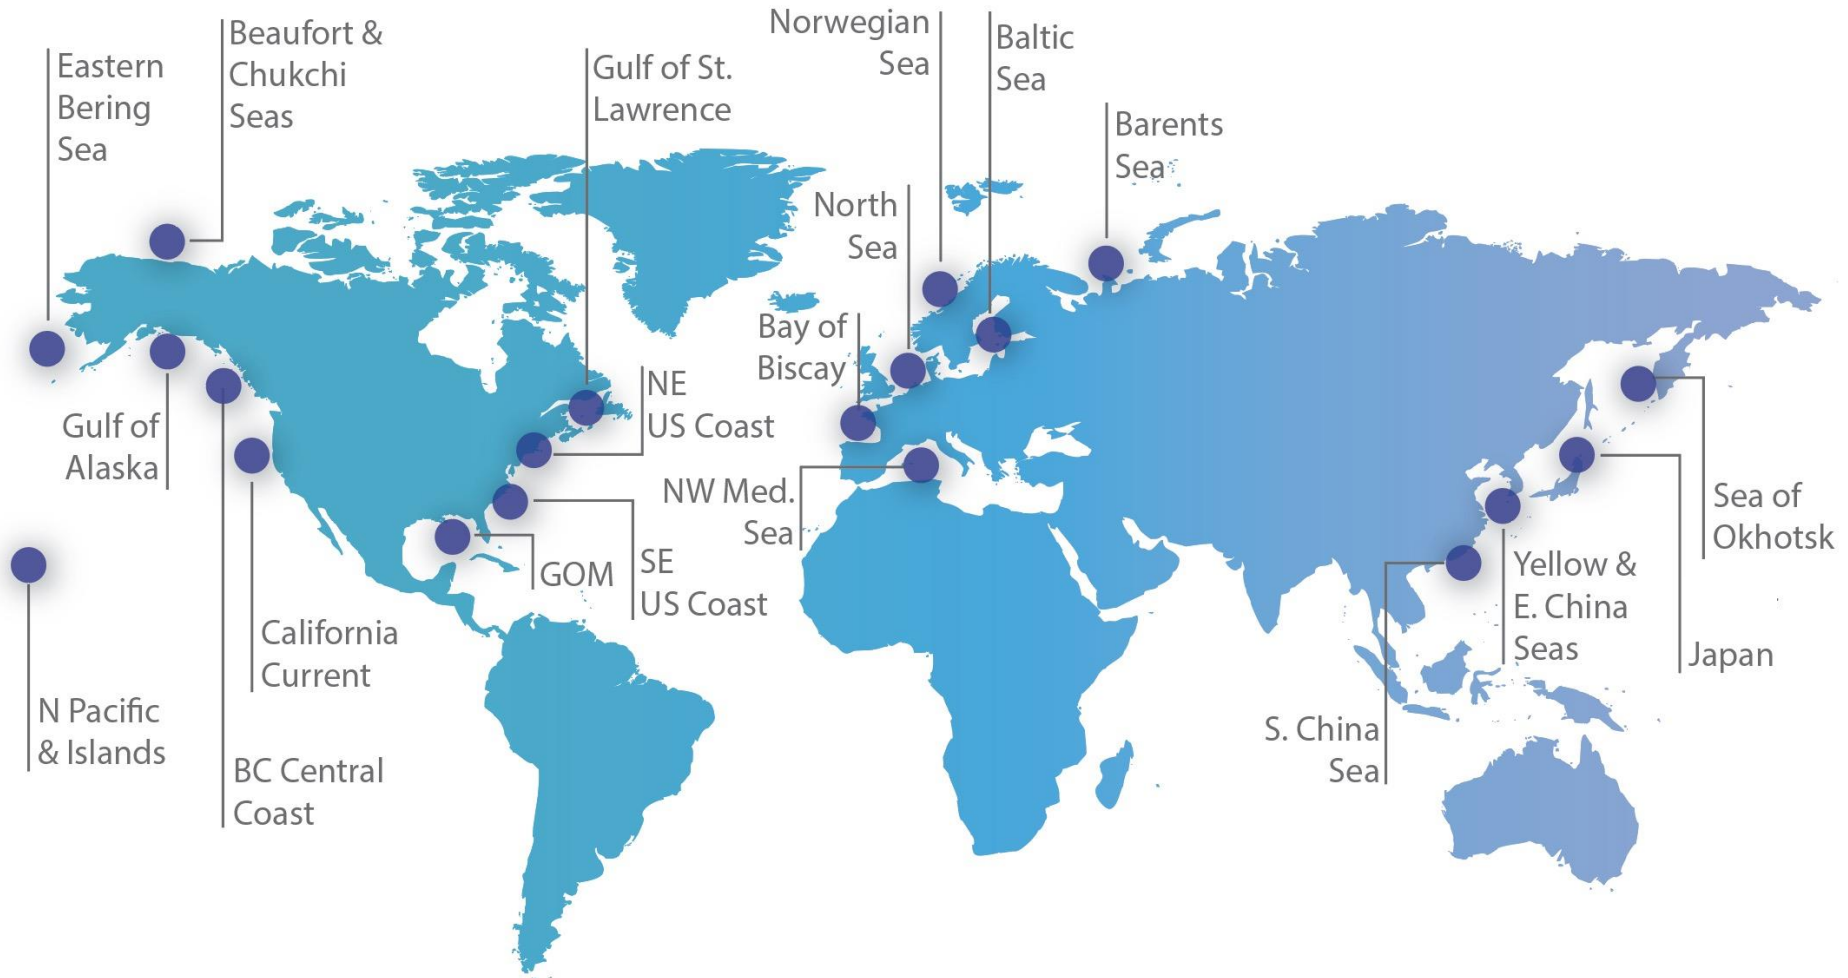 Eastern
Bering
Sea
Beaufort &
Chukchi
Seas
Gulf of St.
Lawrence
Norwegian
Sea
Baltic
Sea
Barents
Sea
North
Sea
Bay of
Biscay
NE
US Coast
Gulf of
Alaska
NW Med.
Sea
Sea of
Okhotsk
GOM
SE
US Coast
Yellow &
E. China
Seas
California
Current
Japan
N Pacific
& Islands
S. China
Sea
BC Central
Coast